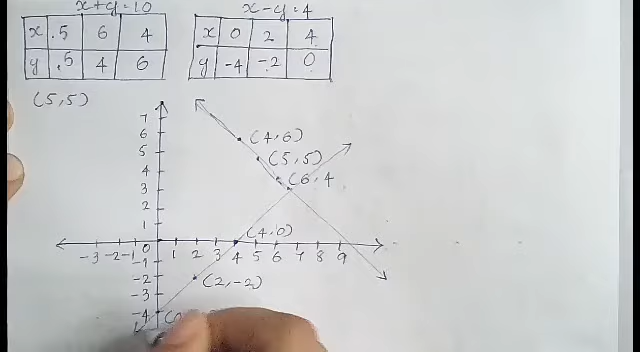 x+y=10
x .5 6 4
y .5 4 6
x-y=4
x 0 2 4
y -4 -2 0
(5,5)
7
6
(4,6)
5
(5,5)
4
(6,4
3
2
1
(4,0)
-3 -2 -1 0 1 2 3 4 5 6 7 8 9
-1
-2
(2,-2)
-3
-4